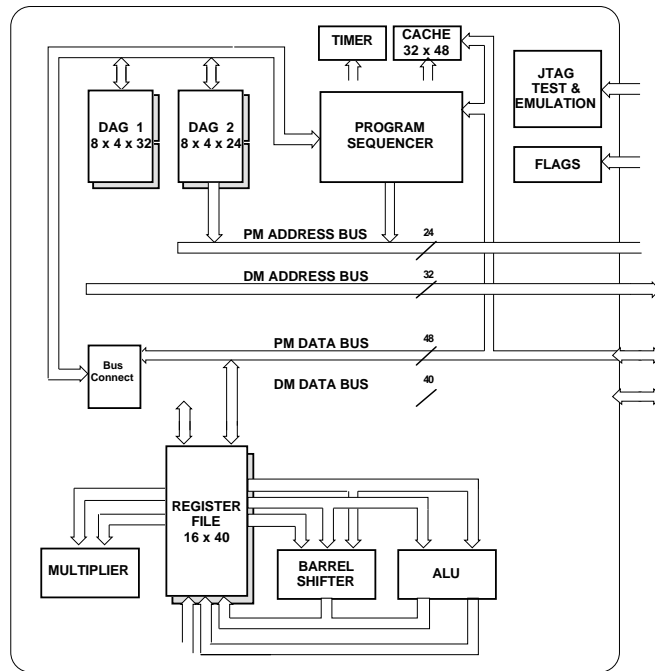 TIMER
CACHE
32 x 48
JTAG
TEST &
EMULATION
DAG 1
8 x 4 x 32
DAG 2
8 x 4 x 24
PROGRAM
SEQUENCER
FLAGS
PM ADDRESS BUS
24
DM ADDRESS BUS
32
PM DATA BUS
48
Bus
Connect
DM DATA BUS
40
REGISTER
FILE
16 x 40
MULTIPLIER
BARREL
SHIFTER
ALU